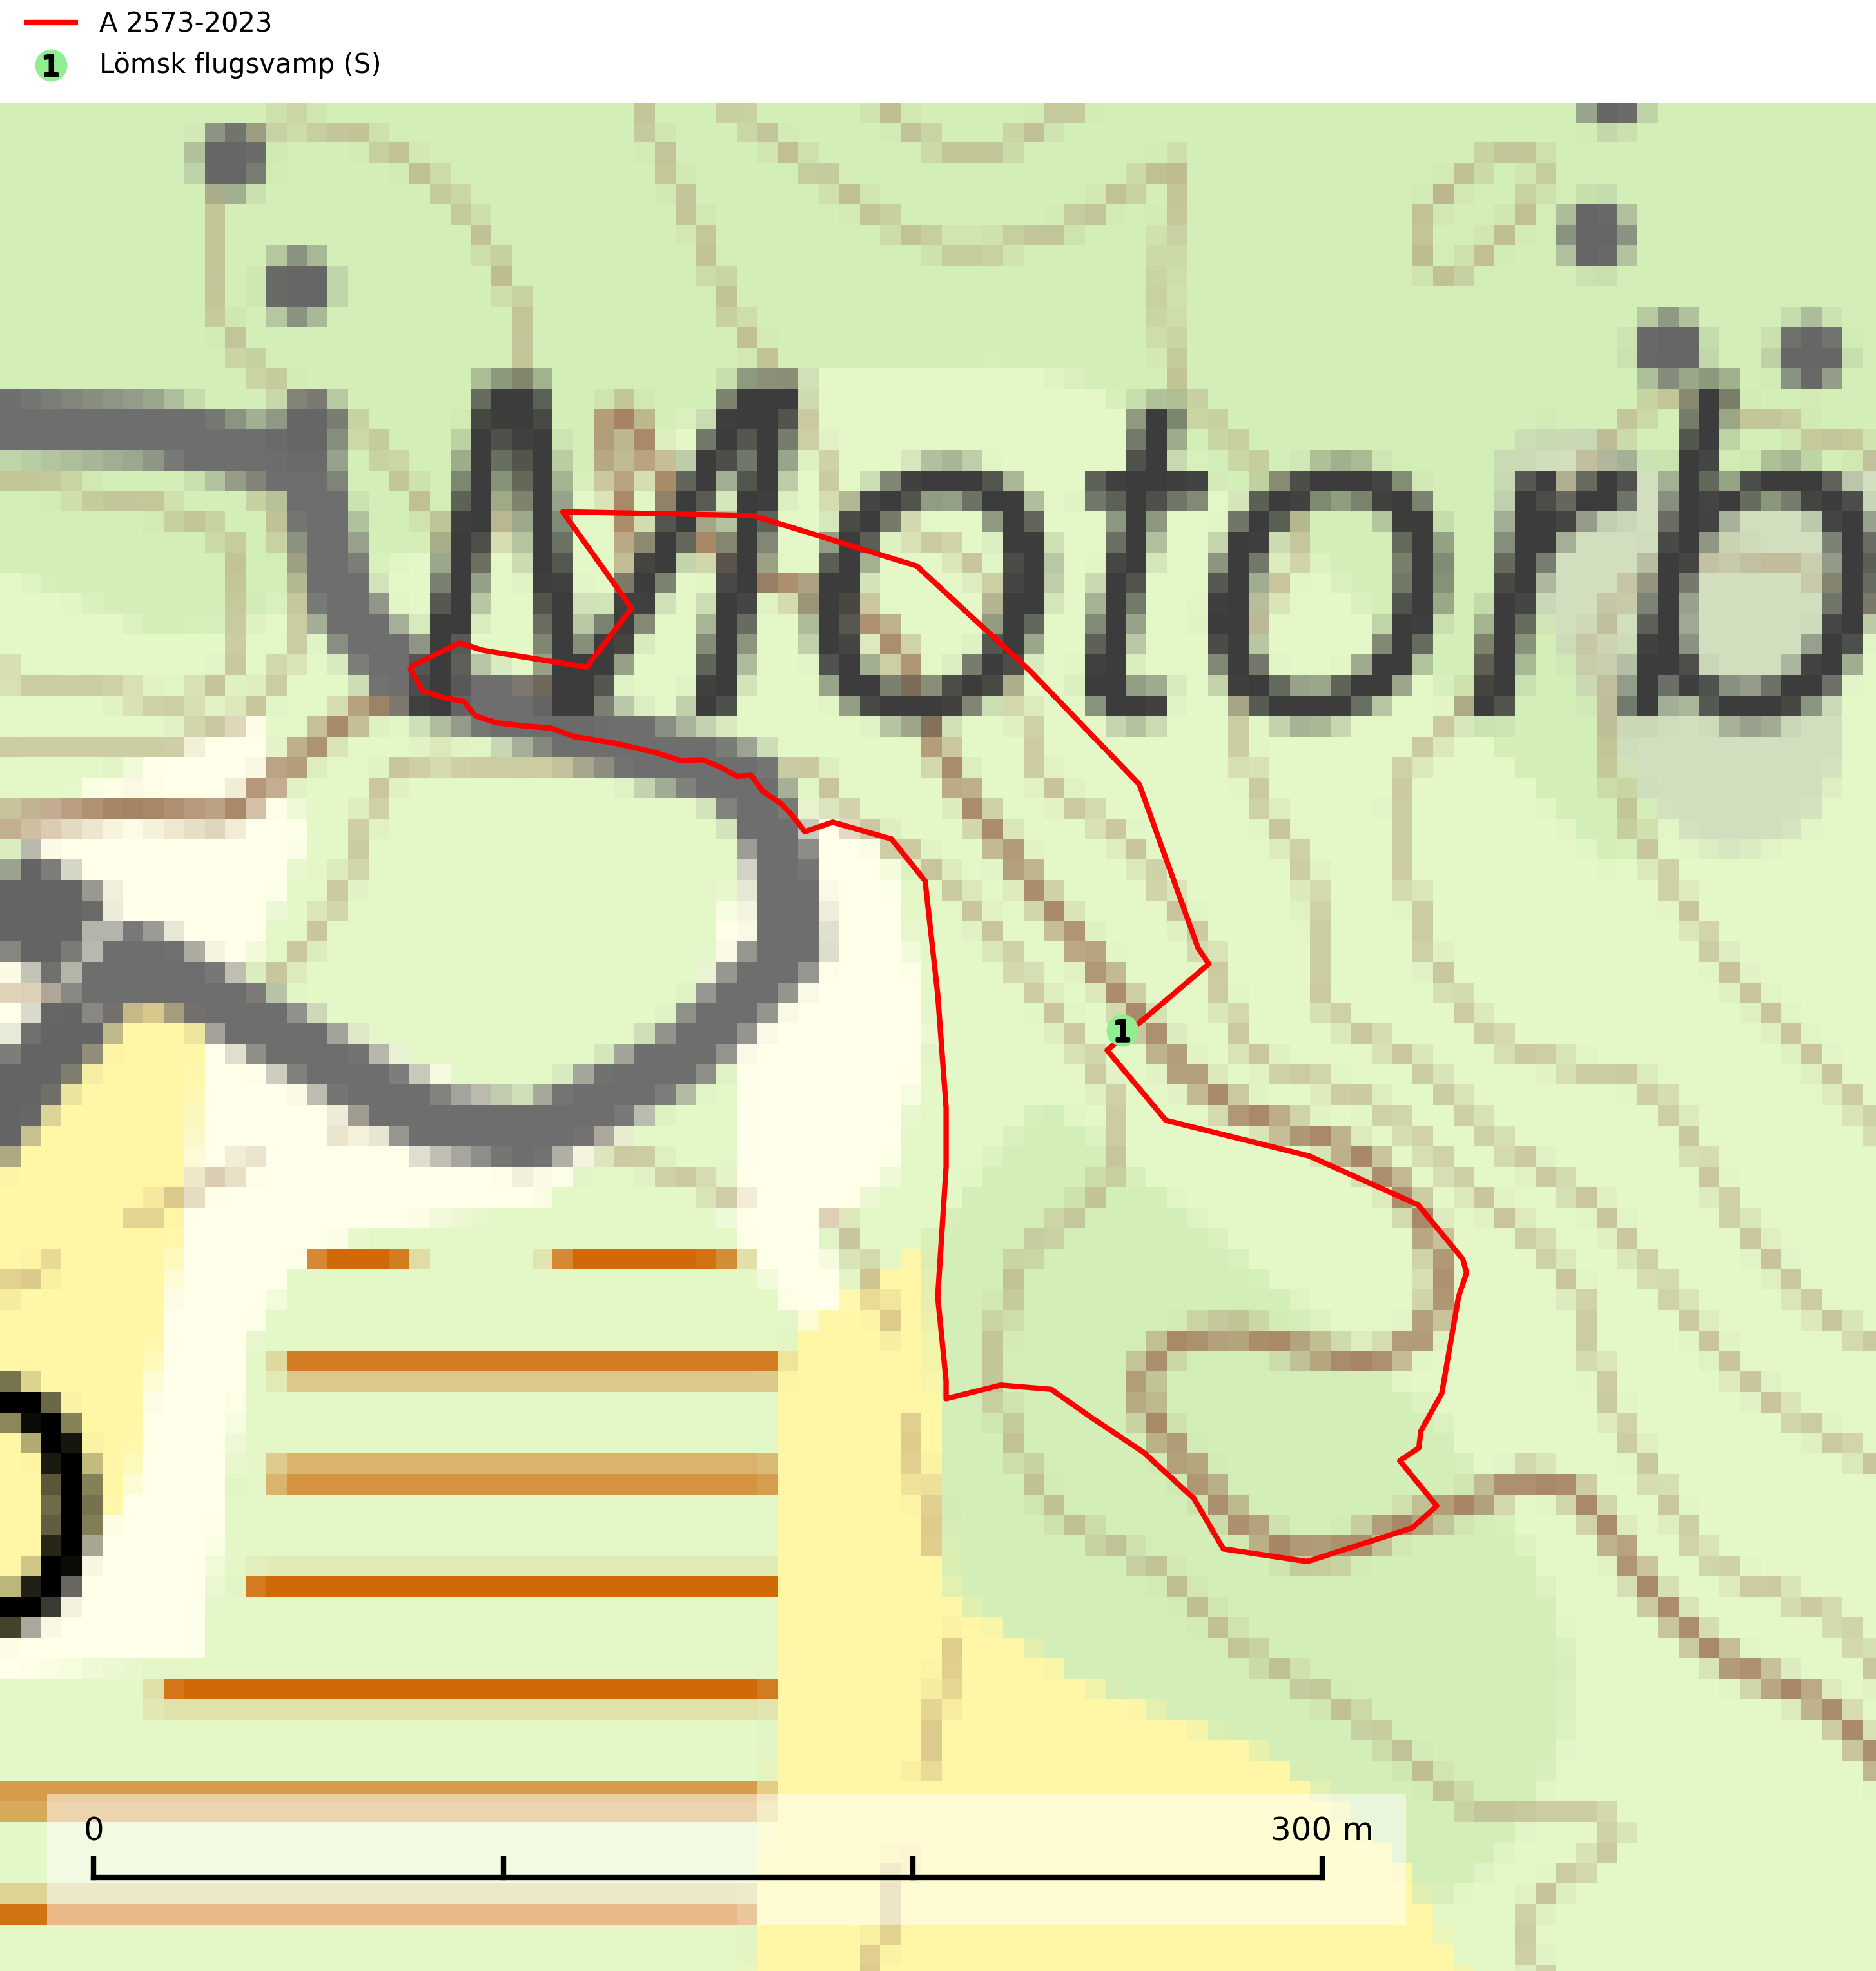 A 2573-2023
1 Lömsk flugsvamp (S)
Motorb
1
0 300 m